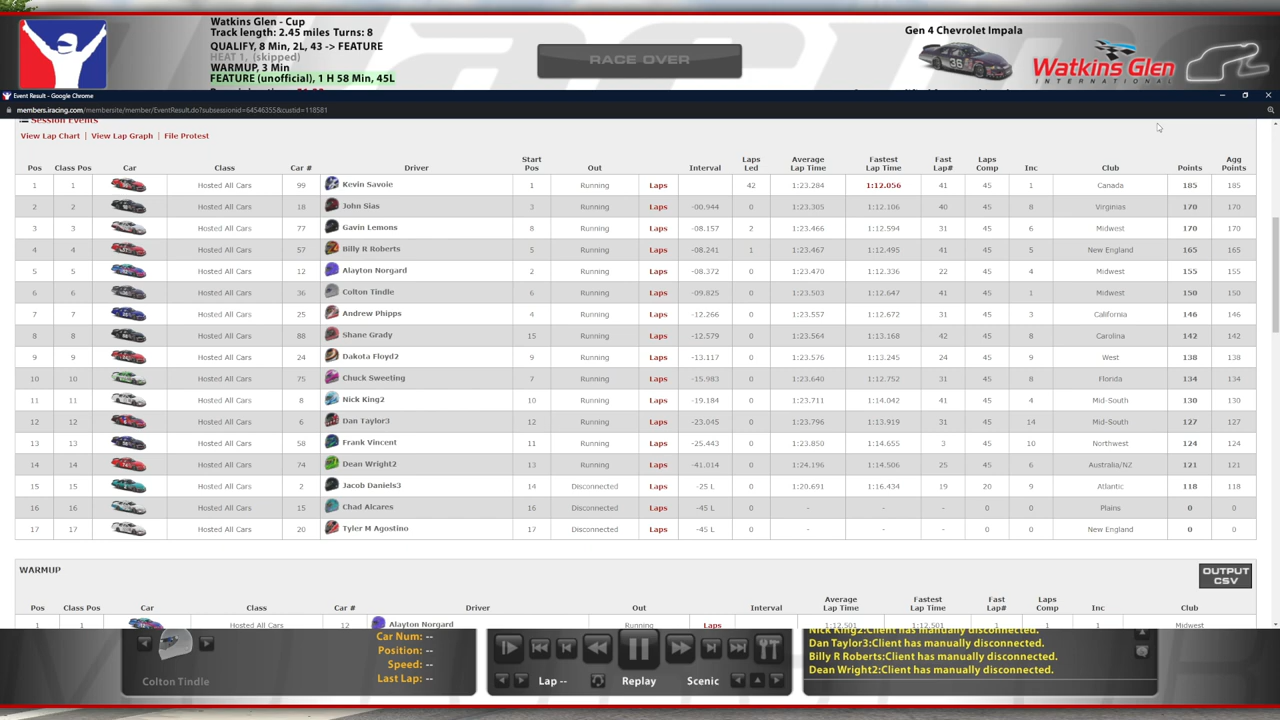 Watkins Glen - Cup
Track length: 2.45 miles Turns: 8
QUALIFY, 8 Min, 2L, 43 -> FEATURE
HEAT 1, (skipped)
WARMUP, 3 Min
FEATURE (unofficial), 1 H 58 Min, 45L
RACE OVER
Gen 4 Chevrolet Impala
36
Watkins Glen
INTERNATIONAL
Event Result - Google Chrome
members.iracing.com/membersite/member/EventResult.do?subsessionid=64546355&custid=118581
Session Events
View Lap Chart | View Lap Graph | File Protest
Pos Class Pos Car Class Car # Driver Start Pos Out Interval Laps Led Average Lap Time Fastest Lap Time Fast Lap# Laps Comp Inc Club Points Agg Points
1 1 Hosted All Cars 99 Kevin Savoie 1 Running Laps 42 1:23.284 1:12.056 41 45 1 Canada 185 185
2 2 Hosted All Cars 18 John Sias 3 Running Laps -00.944 0 1:23.305 1:12.106 40 45 8 Virginias 170 170
3 3 Hosted All Cars 77 Gavin Lemons 8 Running Laps -08.157 2 1:23.466 1:12.594 31 45 6 Midwest 170 170
4 4 Hosted All Cars 57 Billy R Roberts 5 Running Laps -08.241 1 1:23.467 1:12.495 31 45 5 New England 165 165
5 5 Hosted All Cars 12 Alayton Norgard 2 Running Laps -08.372 0 1:23.470 1:12.336 22 45 4 Midwest 155 155
6 6 Hosted All Cars 36 Colton Tindle 6 Running Laps -09.825 0 1:23.503 1:12.647 41 45 1 Midwest 150 150
7 7 Hosted All Cars 25 Andrew Phipps 4 Running Laps -12.266 0 1:23.557 1:12.672 31 45 3 California 146 146
8 8 Hosted All Cars 88 Shane Grady 15 Running Laps -12.579 0 1:23.564 1:13.168 42 45 8 Carolina 142 142
9 9 Hosted All Cars 24 Dakota Floyd2 9 Running Laps -13.117 0 1:23.576 1:13.245 24 45 9 West 138 138
10 10 Hosted All Cars 75 Chuck Sweeting 7 Running Laps -15.983 0 1:23.640 1:12.752 31 45 8 Florida 134 134
11 11 Hosted All Cars 8 Nick King2 10 Running Laps -19.184 0 1:23.711 1:14.042 41 45 4 Mid-South 130 130
12 12 Hosted All Cars 6 Dan Taylor3 12 Running Laps -23.045 0 1:23.796 1:13.919 31 45 14 Mid-South 127 127
13 13 Hosted All Cars 58 Frank Vincent 11 Running Laps -25.443 0 1:23.850 1:14.655 3 45 10 Northwest 124 124
14 14 Hosted All Cars 74 Dean Wright2 13 Running Laps -41.014 0 1:24.196 1:14.506 25 45 6 Australia/NZ 121 121
15 15 Hosted All Cars 2 Jacob Daniels3 14 Disconnected Laps -25 L 0 1:20.691 1:16.434 19 20 9 Atlantic 118 118
16 16 Hosted All Cars 15 Chad Alcares 16 Disconnected Laps -45 L 0 - - - 0 0 Plains 0 0
17 17 Hosted All Cars 20 Tyler M Agostino 17 Disconnected Laps -45 L 0 - - - 0 0 New England 0 0
WARMUP
OUTPUT CSV
Pos Class Pos Car Class Car # Driver Out Interval Average Lap Time Fastest Lap Time Fast Lap# Laps Comp Inc Club
1 1 Hosted All Cars 12 Alayton Norgard Running Laps 1:12.501 1:12.501 1 1 1 Midwest
Colton Tindle
Car Num: --
Position: --
Speed: --
Last Lap: --
Lap --
Replay
Scenic
Nick King2:Client has manually disconnected.
Dan Taylor3:Client has manually disconnected.
Billy R Roberts:Client has manually disconnected.
Dean Wright2:Client has manually disconnected.